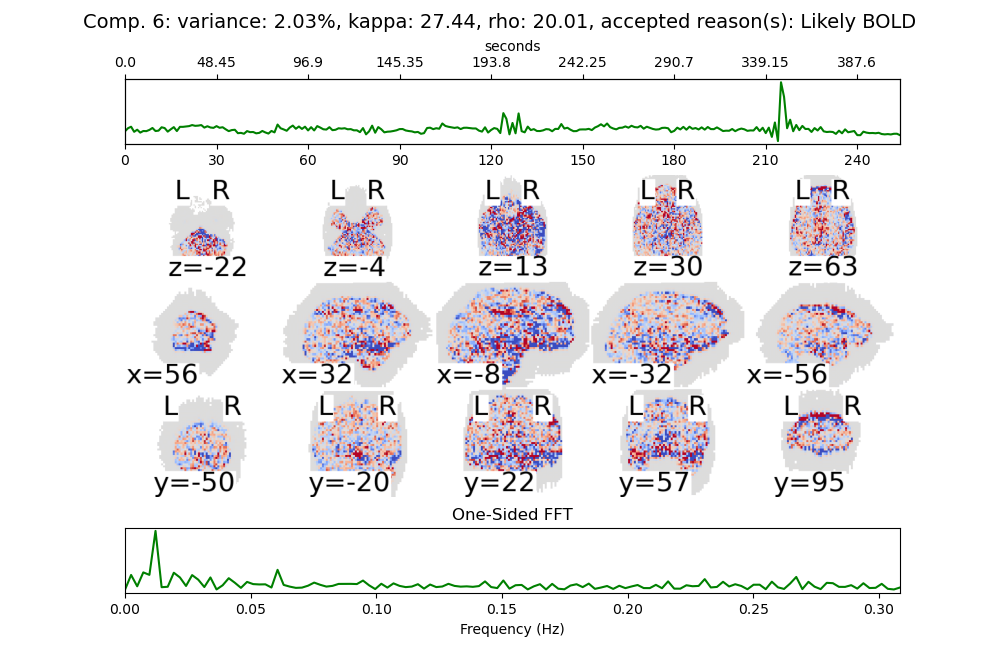 Comp. 6: variance: 2.03%, kappa: 27.44, rho: 20.01, accepted reason(s): Likely BOLD
seconds
0.0 48.45 96.9 145.35 193.8 242.25 290.7 339.15 387.6
0 30 60 90 120 150 180 210 240
L R L R L R L R L R
z=-22 z=-4 z=13 z=30 z=63
x=56 x=32 x=-8 x=-32 x=-56
L R L R L R L R L R
y=-50 y=-20 y=22 y=57 y=95
One-Sided FFT
0.00 0.05 0.10 0.15 0.20 0.25 0.30
Frequency (Hz)